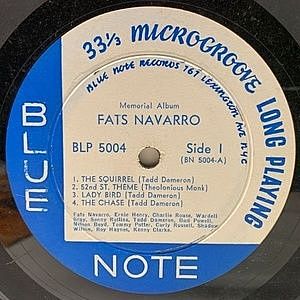 33⅓ MICROGROOVE LONG PLAYING
BLUE NOTE RECORDS 767 LEXINGTON AVE NYC
Memorial Album
FATS NAVARRO
BLP 5004
Side 1
(BN 5004-A)
1. THE SQUIREL (Tadd Dameron)
2. 52nd ST. THEME (Thelonious Monk)
3. LADY BIRD (Tadd Dameron)
4. THE CHASE (Tadd Dameron)
Fats Navarro, Ernie Henry, Charlie Rouse, Wardell
Gray, Sonny Rollins, Tadd Dameron, Bud Powell,
Nelson Boyd, Tommy Potter, Curly Russell, Shadow
Wilson, Roy Haynes, Kenny Clarke.
BLUE
NOTE